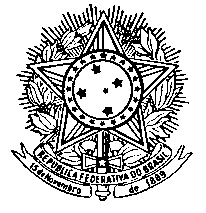 REPUBLICA FEDERATIVA DO BRASIL
15 de Novembro de 1889